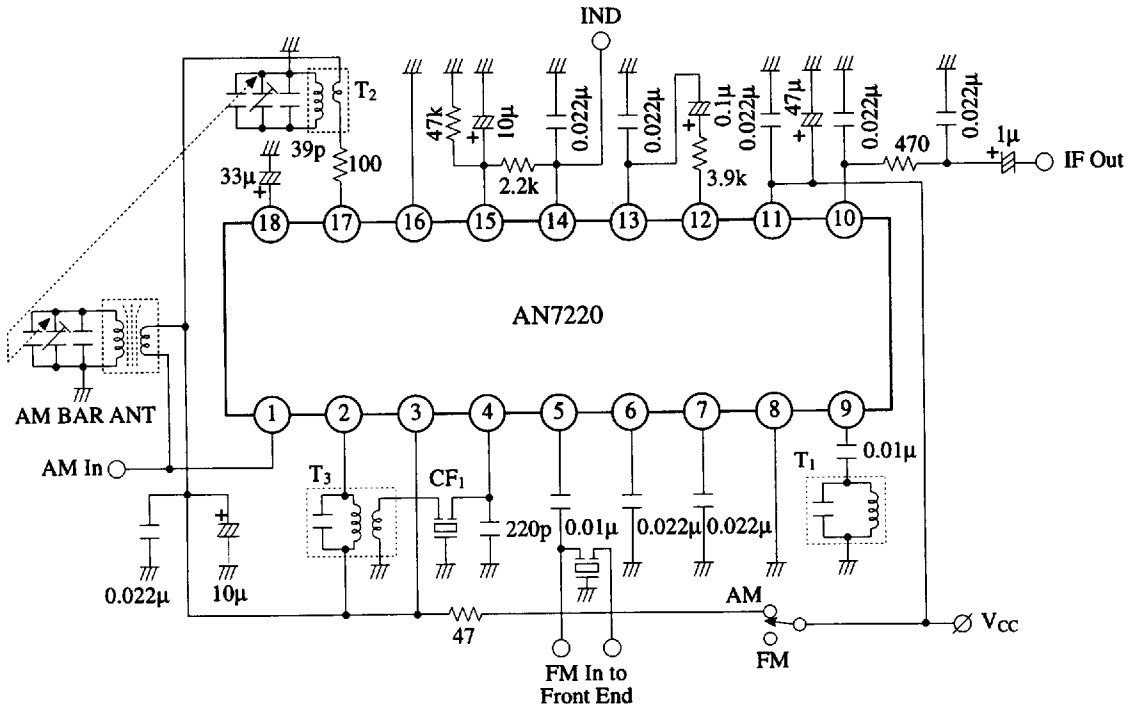 IND
T2
39p
33μ
100
47k
10μ
2.2k
0.022μ
0.022μ
0.1μ
3.9k
0.022μ
47μ
0.022μ
470
0.022μ
1μ
IF Out
18
17
16
15
14
13
12
11
10
AN7220
AM BAR ANT
1
2
3
4
5
6
7
8
9
AM In
T3
CF1
220p
0.01μ
0.022μ
0.022μ
T1
0.01μ
0.022μ
10μ
47
AM
FM
VCC
FM In to
Front End